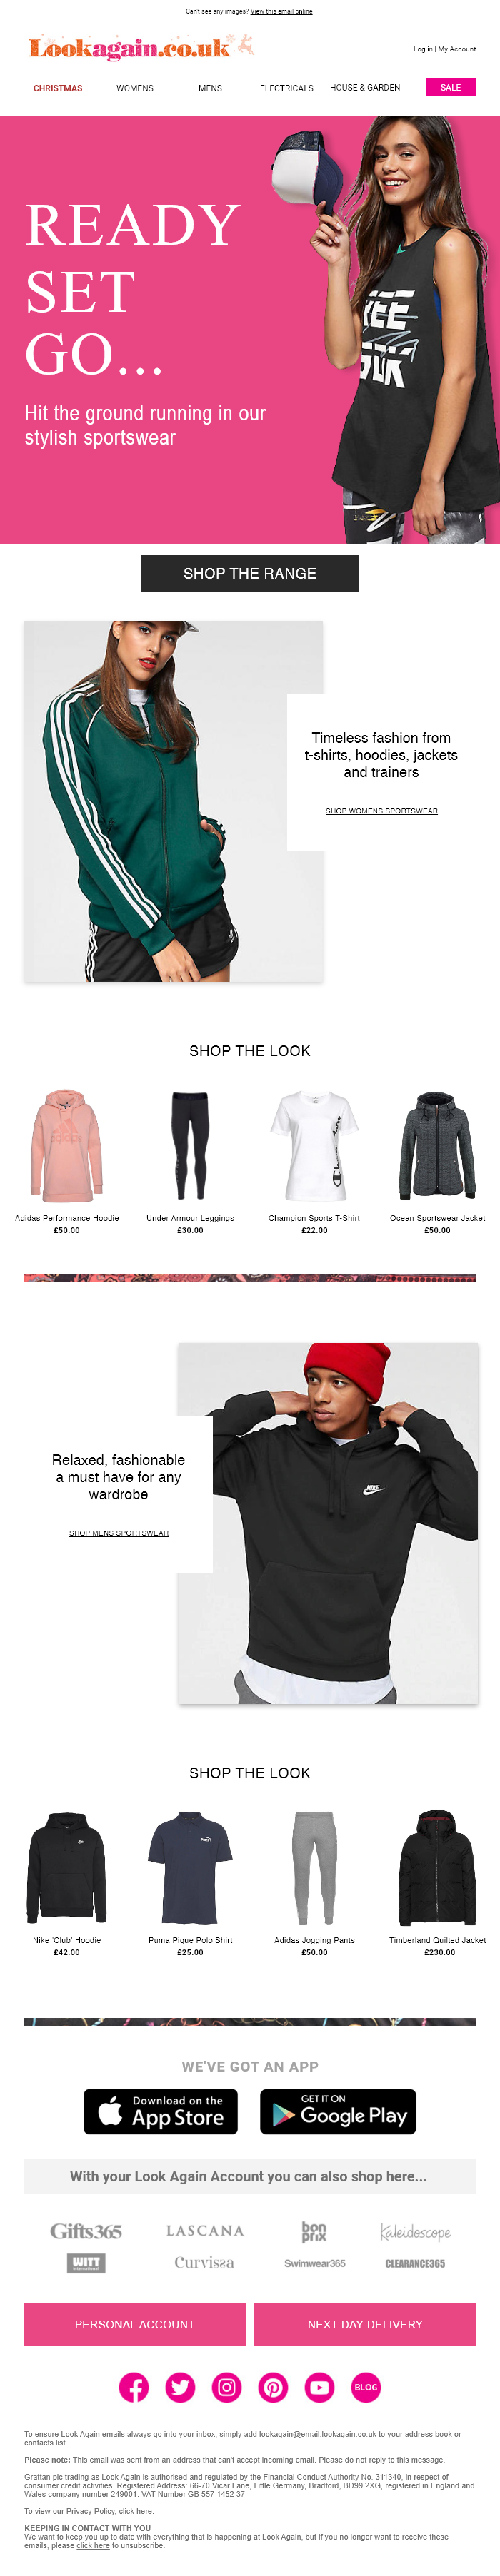 Can't see any images? View this email online
Lookagain.co.uk
Log in | My Account
CHRISTMAS WOMENS MENS ELECTRICALS HOUSE & GARDEN SALE
READY
SET
GO...
Hit the ground running in our
stylish sportswear
SHOP THE RANGE
Timeless fashion from
t-shirts, hoodies, jackets
and trainers
SHOP WOMENS SPORTSWEAR
SHOP THE LOOK
adidas
Adidas Performance Hoodie Under Armour Leggings Champion Sports T-Shirt Ocean Sportswear Jacket
£50.00 £30.00 £22.00 £50.00
NIKE
Relaxed, fashionable
a must have for any
wardrobe
SHOP MENS SPORTSWEAR
SHOP THE LOOK
Nike 'Club' Hoodie Puma Pique Polo Shirt Adidas Jogging Pants Timberland Quilted Jacket
£42.00 £25.00 £50.00 £230.00
WE'VE GOT AN APP
Download on the
App Store
GET IT ON
Google Play
With your Look Again Account you can also shop here...
Gifts365 LASCANA bon prix Kaleidoscope
WITT international Curvissa Swimwear365 CLEARANCE365
PERSONAL ACCOUNT NEXT DAY DELIVERY
BLOG
To ensure Look Again emails always go into your inbox, simply add lookagain@email.lookagain.co.uk to your address book or
contacts list.
Please note: This email was sent from an address that can't accept incoming email. Please do not reply to this message.
Grattan plc trading as Look Again is authorised and regulated by the Financial Conduct Authority No. 311340, in respect of
consumer credit activities. Registered Address: 66-70 Vicar Lane, Little Germany, Bradford, BD99 2XG, registered in England and
Wales company number 249001. VAT Number GB 557 1452 37
To view our Privacy Policy, click here.
KEEPING IN CONTACT WITH YOU
We want to keep you up to date with everything that is happening at Look Again, but if you no longer want to receive these
emails, please click here to unsubscribe.